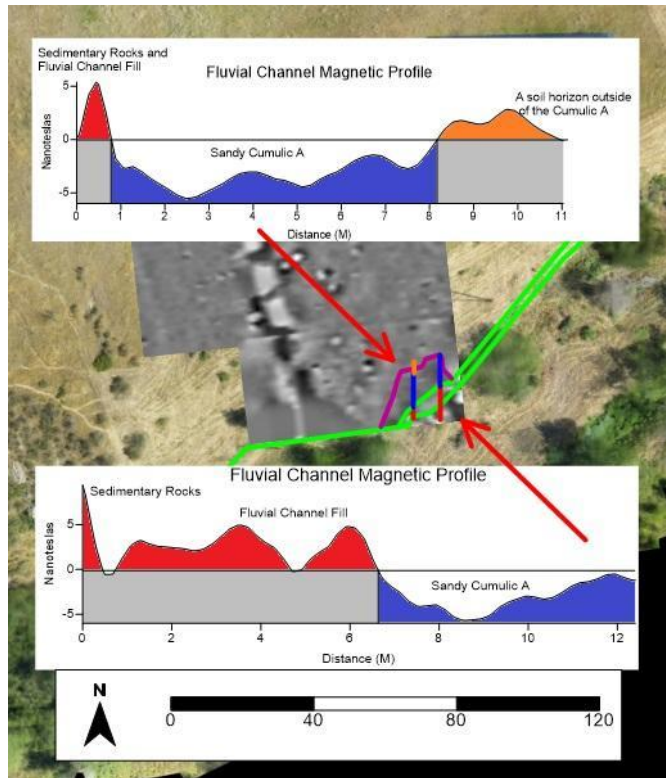 Sedimentary Rocks and
Fluvial Channel Fill
Fluvial Channel Magnetic Profile
A soil horizon outside
of the Cumulic A
Sandy Cumulic A
Nanoteslas
5
0
-5
0 1 2 3 4 5 6 7 8 9 10 11
Distance (M)
Fluvial Channel Magnetic Profile
Sedimentary Rocks
Fluvial Channel Fill
Sandy Cumulic A
Nanoteslas
5
0
-5
0 2 4 6 8 10 12
Distance (M)
N
0 40 80 120